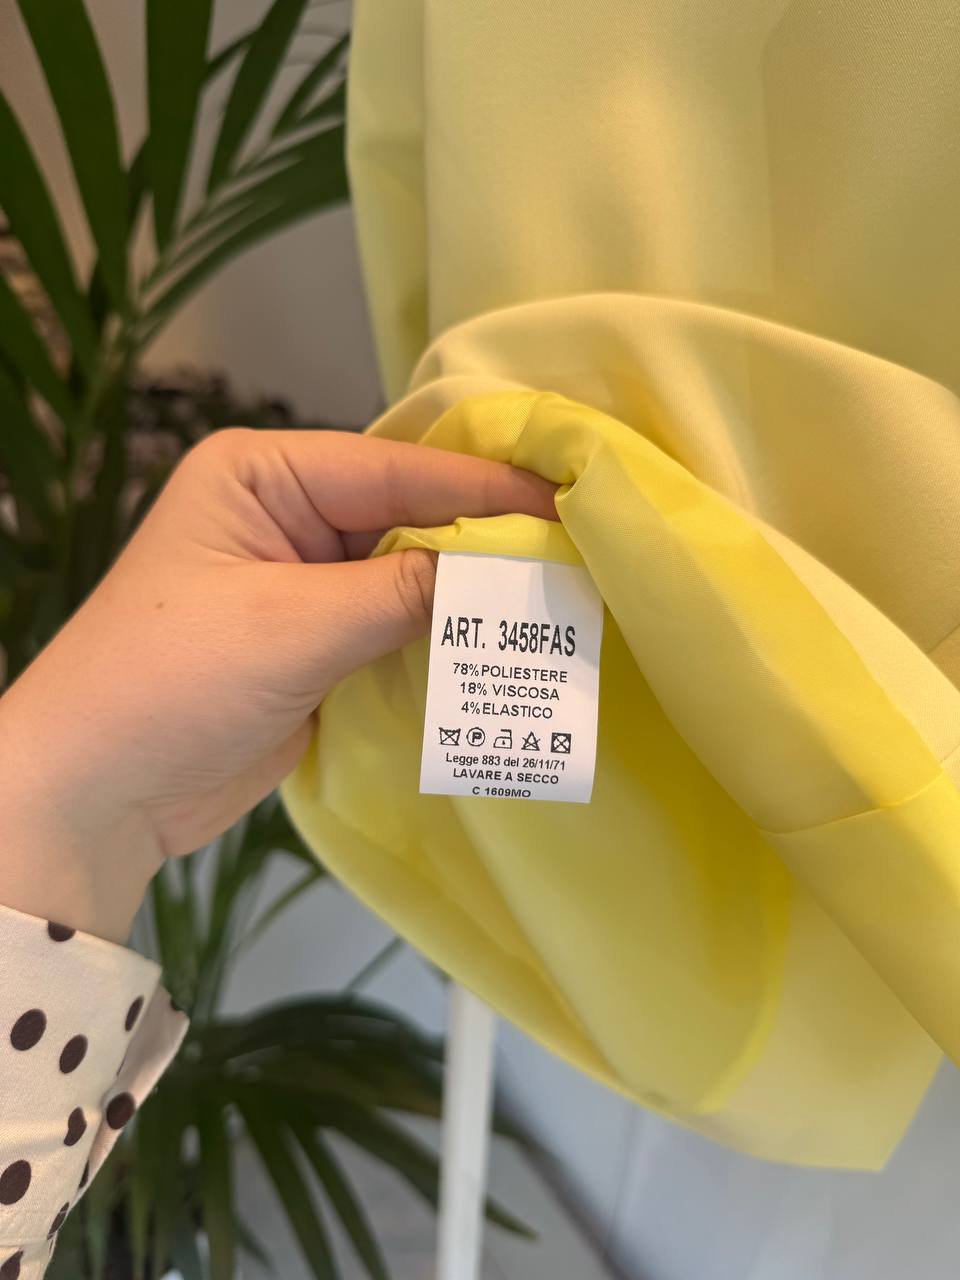 ART. 3458FAS
78%POLIESTERE
18% VISCOSA
4%ELASTICO
P
Legge 883 del 26/11/71
LAVARE A SECCO
C 1609MO